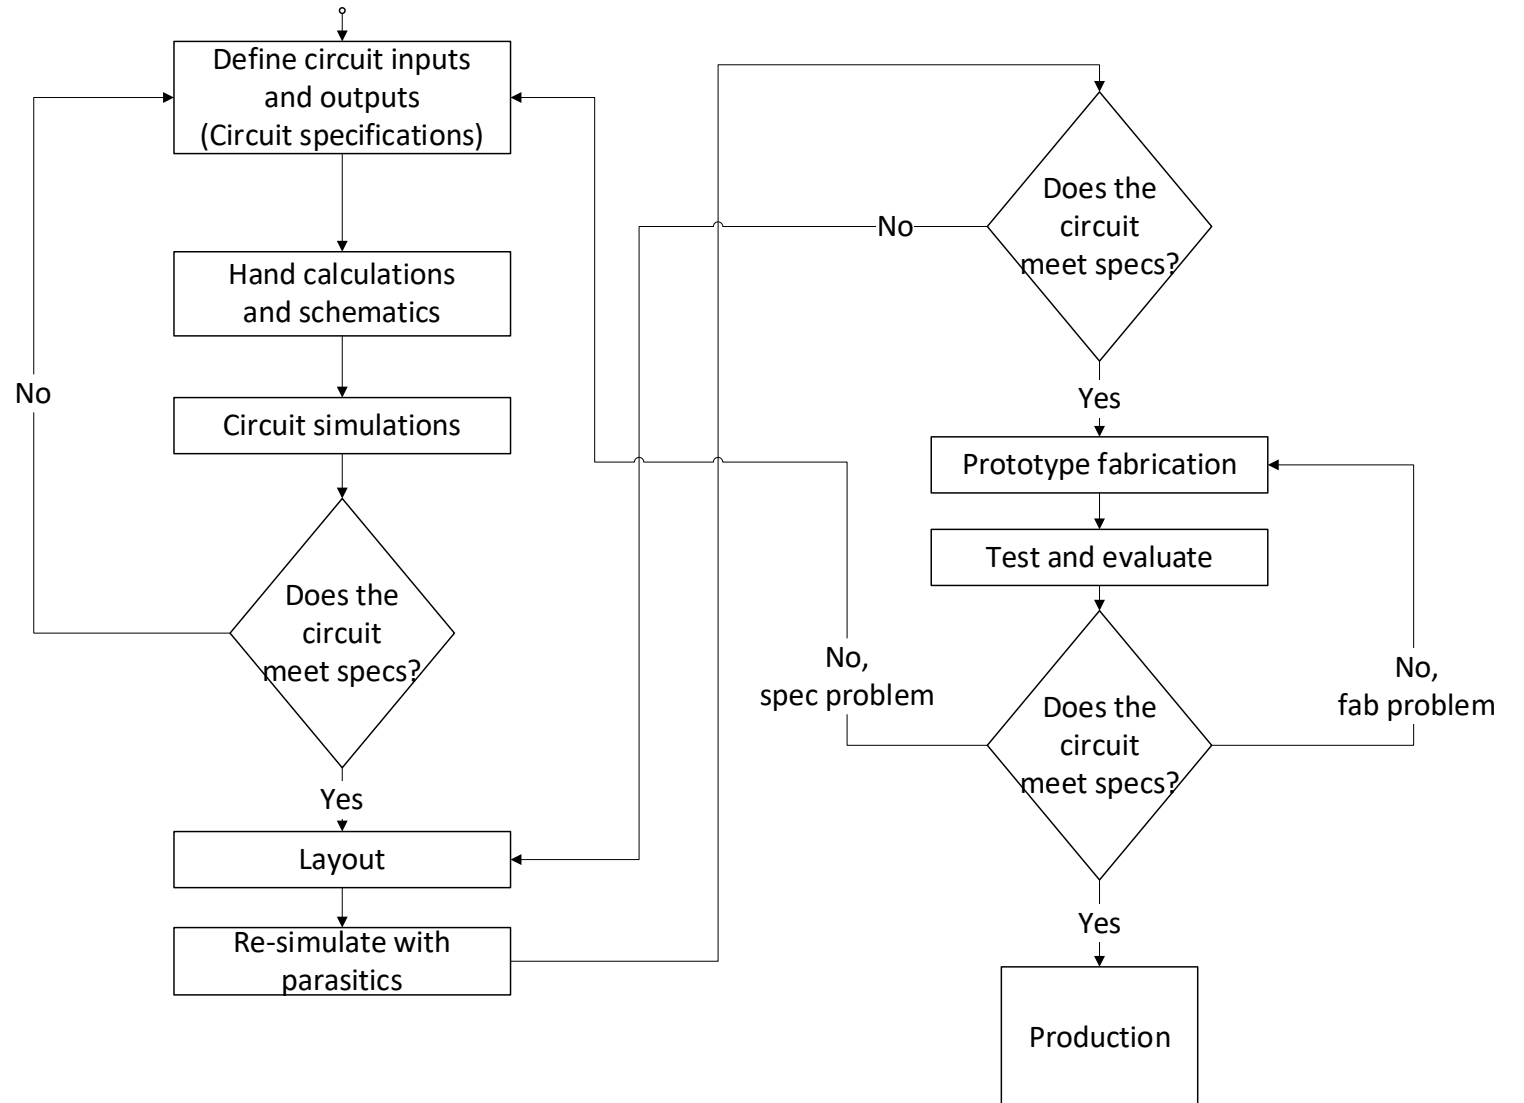 Define circuit inputs
and outputs
(Circuit specifications)
Hand calculations
and schematics
Circuit simulations
No
Does the
circuit
meet specs?
Yes
Layout
Re-simulate with
parasitics
Does the
circuit
meet specs?
No
Yes
Prototype fabrication
Test and evaluate
Does the
circuit
meet specs?
No,
spec problem
No,
fab problem
Yes
Production